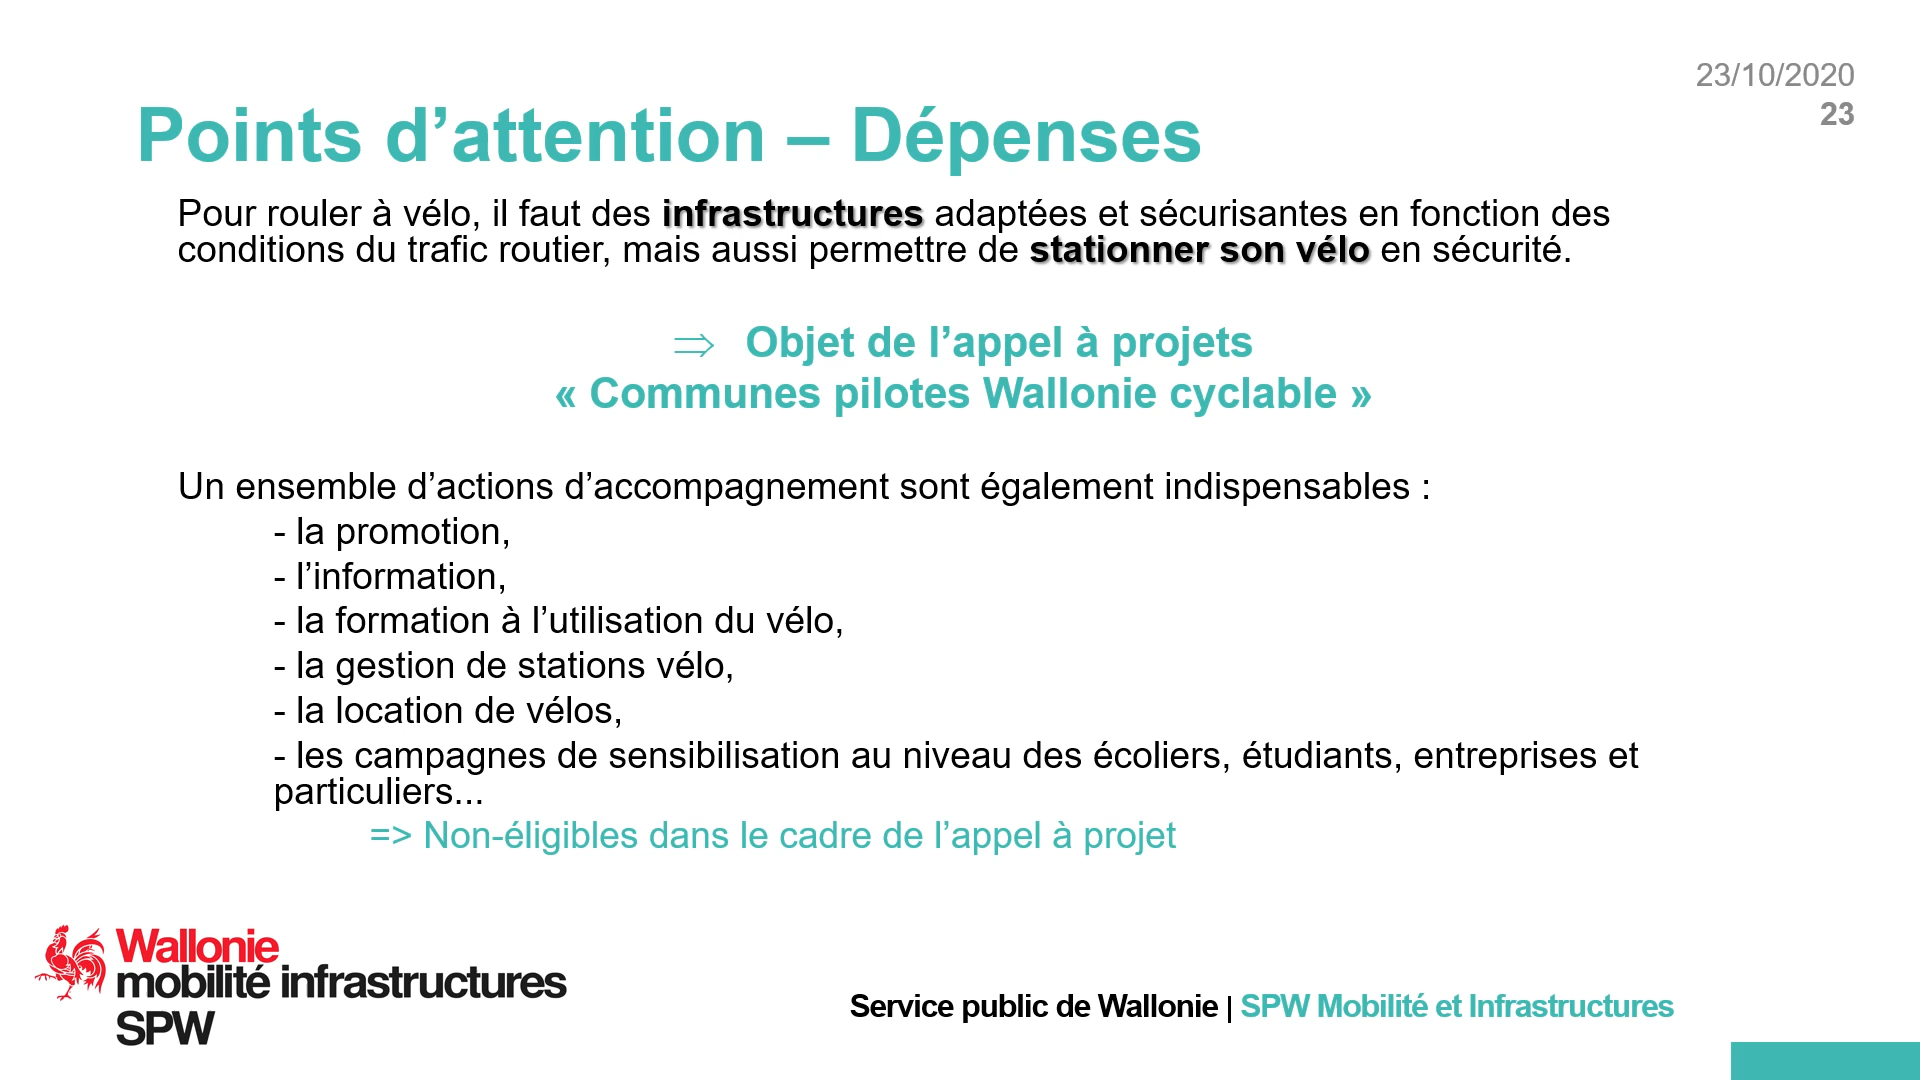 23/10/2020
23
Points d’attention – Dépenses
Pour rouler à vélo, il faut des infrastructures adaptées et sécurisantes en fonction des
conditions du trafic routier, mais aussi permettre de stationner son vélo en sécurité.
⇒ Objet de l’appel à projets
« Communes pilotes Wallonie cyclable »
Un ensemble d’actions d’accompagnement sont également indispensables :
- la promotion,
- l’information,
- la formation à l’utilisation du vélo,
- la gestion de stations vélo,
- la location de vélos,
- les campagnes de sensibilisation au niveau des écoliers, étudiants, entreprises et
particuliers...
=> Non-éligibles dans le cadre de l’appel à projet
Wallonie
mobilité infrastructures
SPW
Service public de Wallonie | SPW Mobilité et Infrastructures